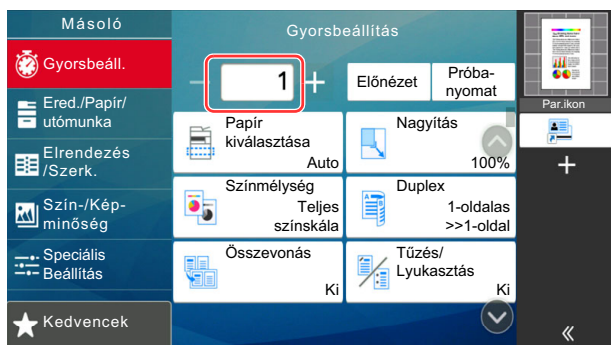 Másoló
Gyorsbeáll.
Ered./Papír/
utómunka
Elrendezés
/Szerk.
Szín-/Kép-
minőség
Speciális
Beállítás
Kedvencek
Gyorsbeállítás
1
Előnézet
Próba-
nyomat
Papír
kiválasztása
Auto
Nagyítás
100%
Színmélység
Teljes
színskála
Duplex
1-oldalas
>>1-oldal
Összevonás
Ki
Tűzés/
Lyukasztás
Ki
Par.ikon